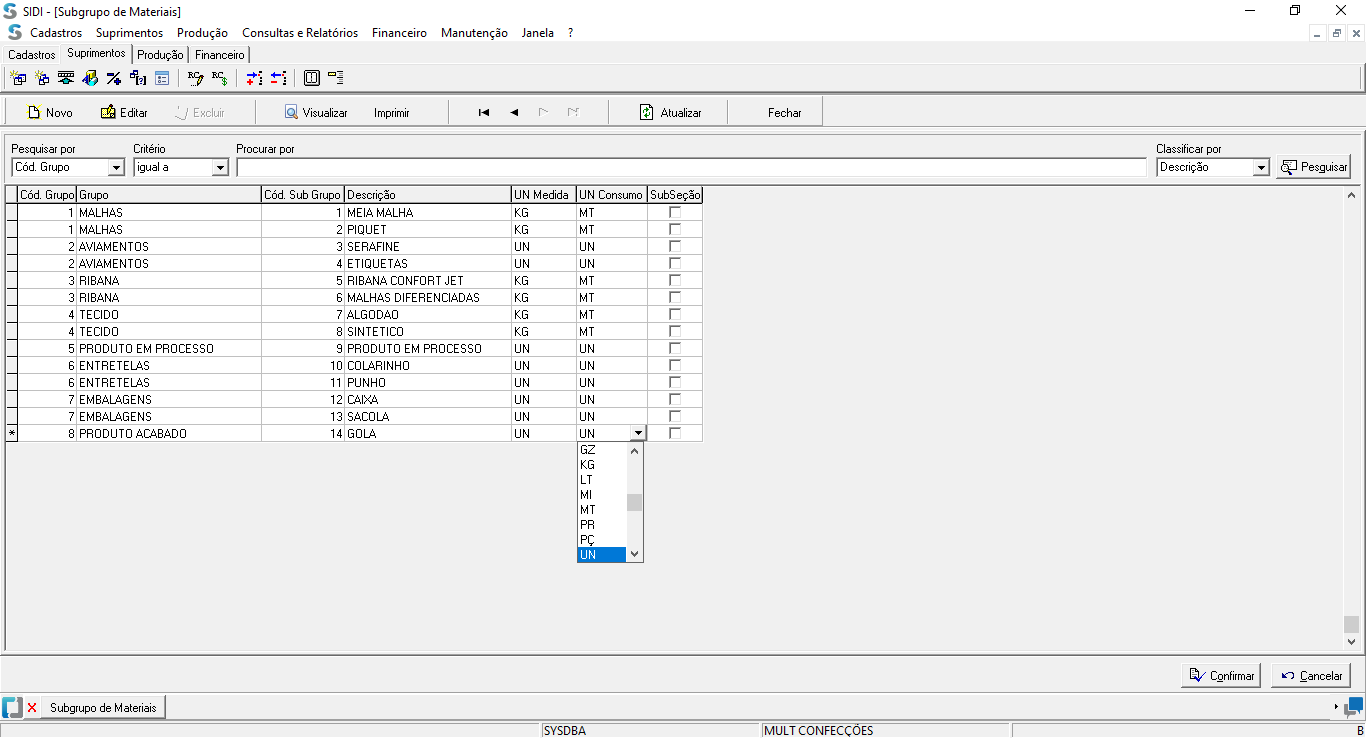 SIDI - [Subgrupo de Materiais]
Cadastros Suprimentos Produção Consultas e Relatórios Financeiro Manutenção Janela ?
Cadastros Suprimentos Produção Financeiro
Novo Editar Excluir Visualizar Imprimir Atualizar Fechar
Pesquisar por Critério Procurar por Classificar por
Cód. Grupo igual a Descrição Pesquisar
Cód. Grupo Grupo Cód. Sub Grupo Descrição UN Medida UN Consumo SubSeção
1 MALHAS 1 MEIA MALHA KG MT
1 MALHAS 2 PIQUET KG MT
2 AVIAMENTOS 3 SERAFINE UN UN
2 AVIAMENTOS 4 ETIQUETAS UN UN
3 RIBANA 5 RIBANA CONFORT JET KG MT
3 RIBANA 6 MALHAS DIFERENCIADAS KG MT
4 TECIDO 7 ALGODAO KG MT
4 TECIDO 8 SINTETICO KG MT
5 PRODUTO EM PROCESSO 9 PRODUTO EM PROCESSO UN UN
6 ENTRETELAS 10 COLARINHO UN UN
6 ENTRETELAS 11 PUNHO UN UN
7 EMBALAGENS 12 CAIXA UN UN
7 EMBALAGENS 13 SACOLA UN UN
* 8 PRODUTO ACABADO 14 GOLA UN UN
GZ
KG
LT
MI
MT
PR
PÇ
UN
Confirmar Cancelar
Subgrupo de Materiais
SYSDBA MULT CONFECÇÕES B